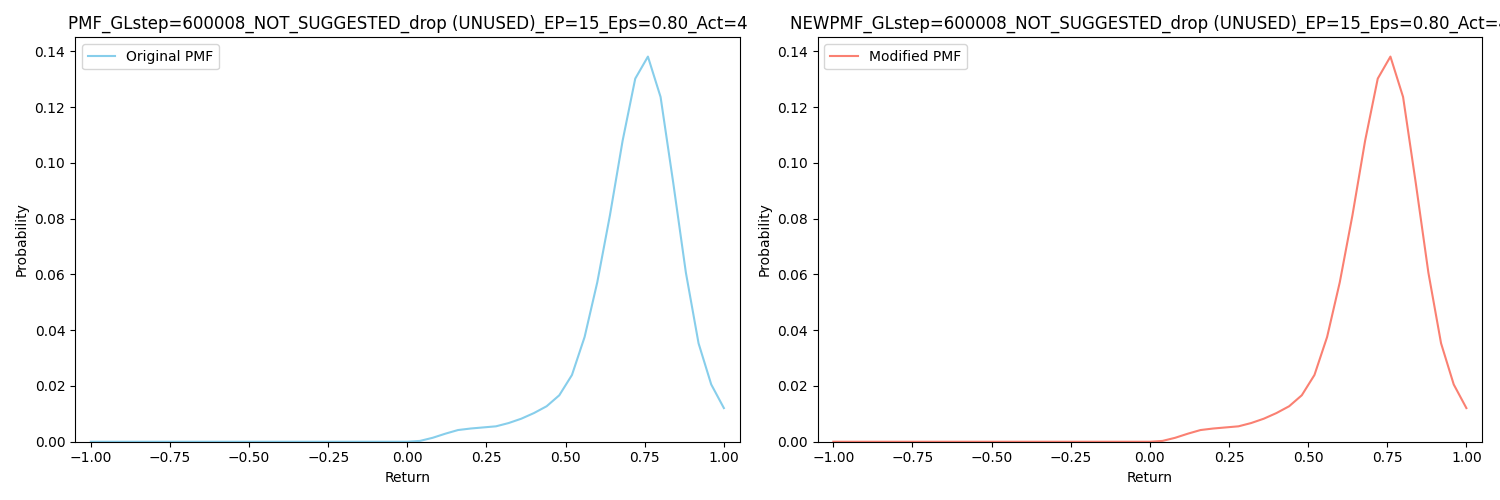 PMF_GLstep=600008_NOT_SUGGESTED_drop (UNUSED)_EP=15_Eps=0.80_Act=4
Original PMF
Probability
0.14
0.12
0.10
0.08
0.06
0.04
0.02
0.00
−1.00 −0.75 −0.50 −0.25 0.00 0.25 0.50 0.75 1.00
Return
NEWPMF_GLstep=600008_NOT_SUGGESTED_drop (UNUSED)_EP=15_Eps=0.80_Act=
Modified PMF
Probability
0.14
0.12
0.10
0.08
0.06
0.04
0.02
0.00
−1.00 −0.75 −0.50 −0.25 0.00 0.25 0.50 0.75 1.00
Return